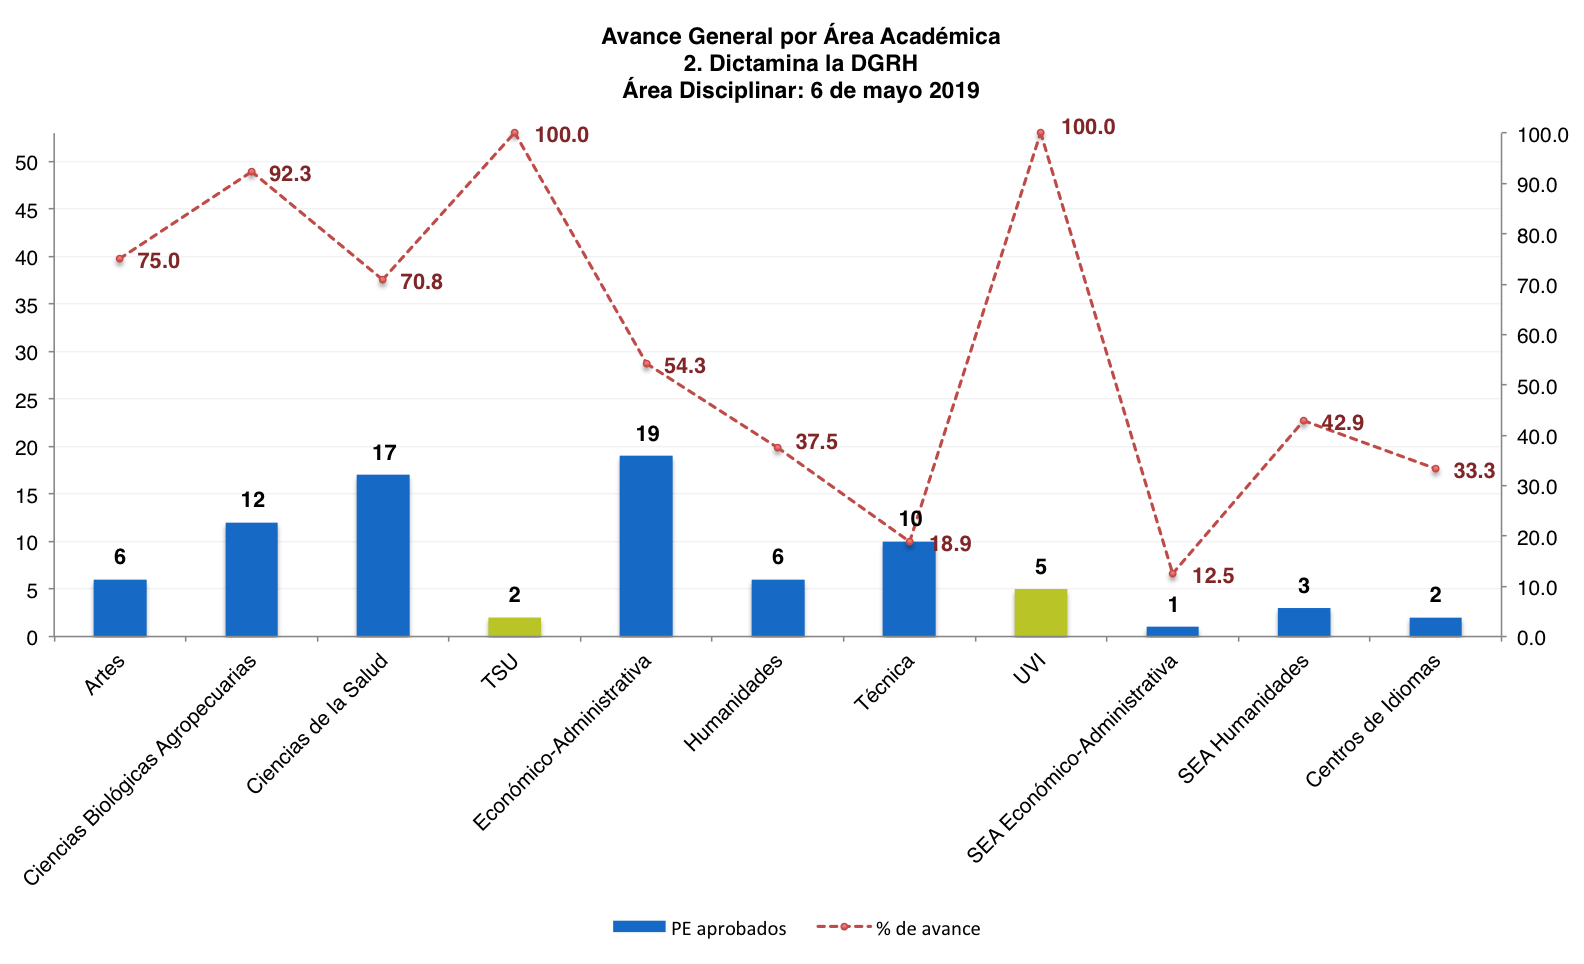 Avance General por Área Académica
2. Dictamina la DGRH
Área Disciplinar: 6 de mayo 2019
50
45
40
35
30
25
20
15
10
5
0
100.0
90.0
80.0
70.0
60.0
50.0
40.0
30.0
20.0
10.0
0.0
75.0
92.3
70.8
100.0
54.3
37.5
18.9
100.0
12.5
42.9
33.3
6
12
17
2
19
6
10
5
1
3
2
Artes
Ciencias Biológicas Agropecuarias
Ciencias de la Salud
TSU
Económico-Administrativa
Humanidades
Técnica
UVI
SEA Económico-Administrativa
SEA Humanidades
Centros de Idiomas
PE aprobados
% de avance